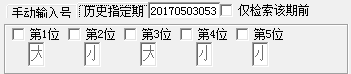 手动输入号 历史指定期 20170503053 仅检索该期前
第1位 第2位 第3位 第4位 第5位
大 小 大 小 小